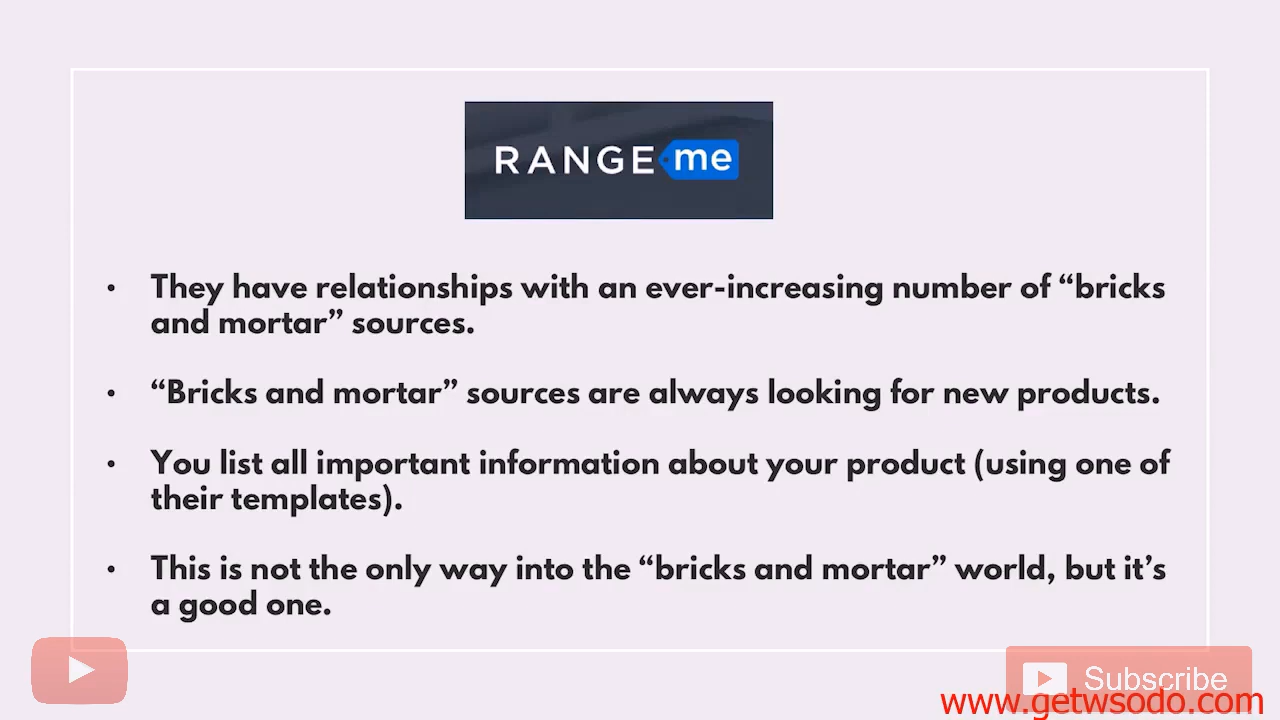 RANGE me
• They have relationships with an ever-increasing number of “bricks
and mortar” sources.
• “Bricks and mortar” sources are always looking for new products.
• You list all important information about your product (using one of
their templates).
• This is not the only way into the “bricks and mortar” world, but it’s
a good one.
Subscribe
www.getwsodo.com